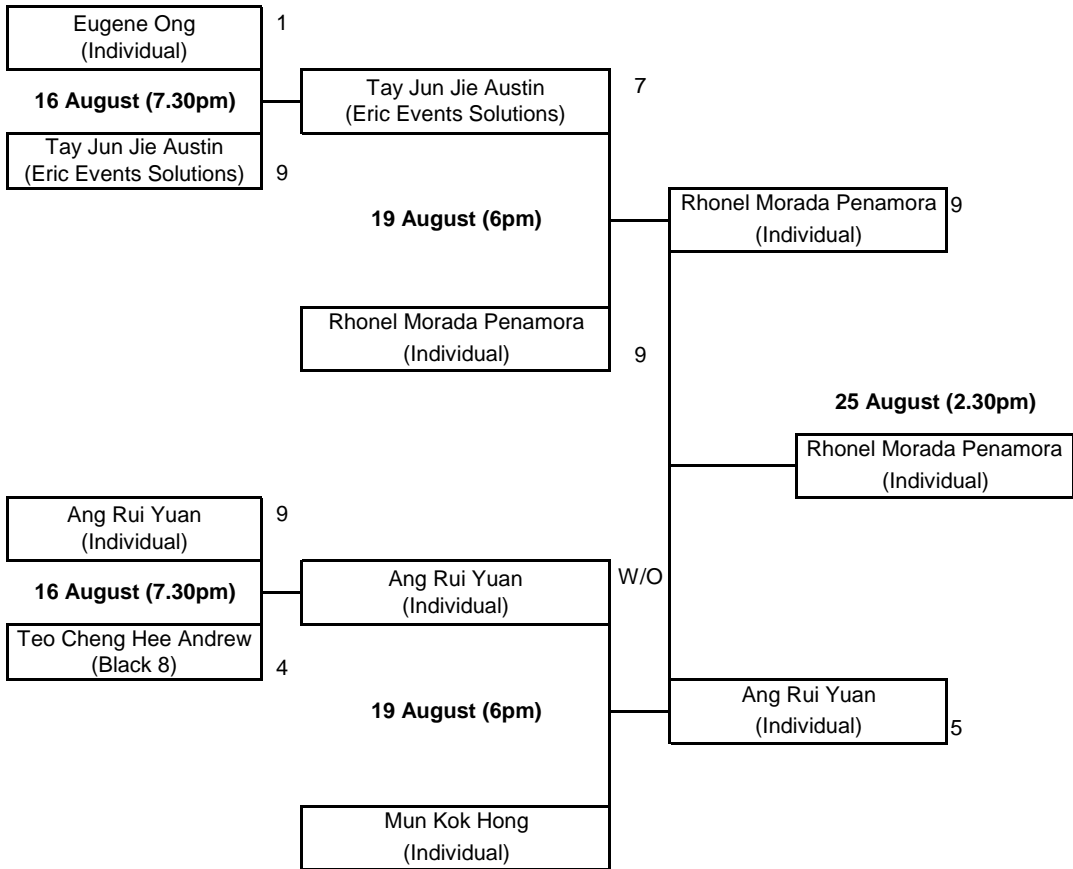 Eugene Ong
(Individual)
1
16 August (7.30pm)
Tay Jun Jie Austin
(Eric Events Solutions)
9
Tay Jun Jie Austin
(Eric Events Solutions)
7
19 August (6pm)
Rhonel Morada Penamora
(Individual)
9
Rhonel Morada Penamora
(Individual)
9
25 August (2.30pm)
Rhonel Morada Penamora
(Individual)
Ang Rui Yuan
(Individual)
9
16 August (7.30pm)
Teo Cheng Hee Andrew
(Black 8)
4
Ang Rui Yuan
(Individual)
W/O
19 August (6pm)
Mun Kok Hong
(Individual)
Ang Rui Yuan
(Individual)
5